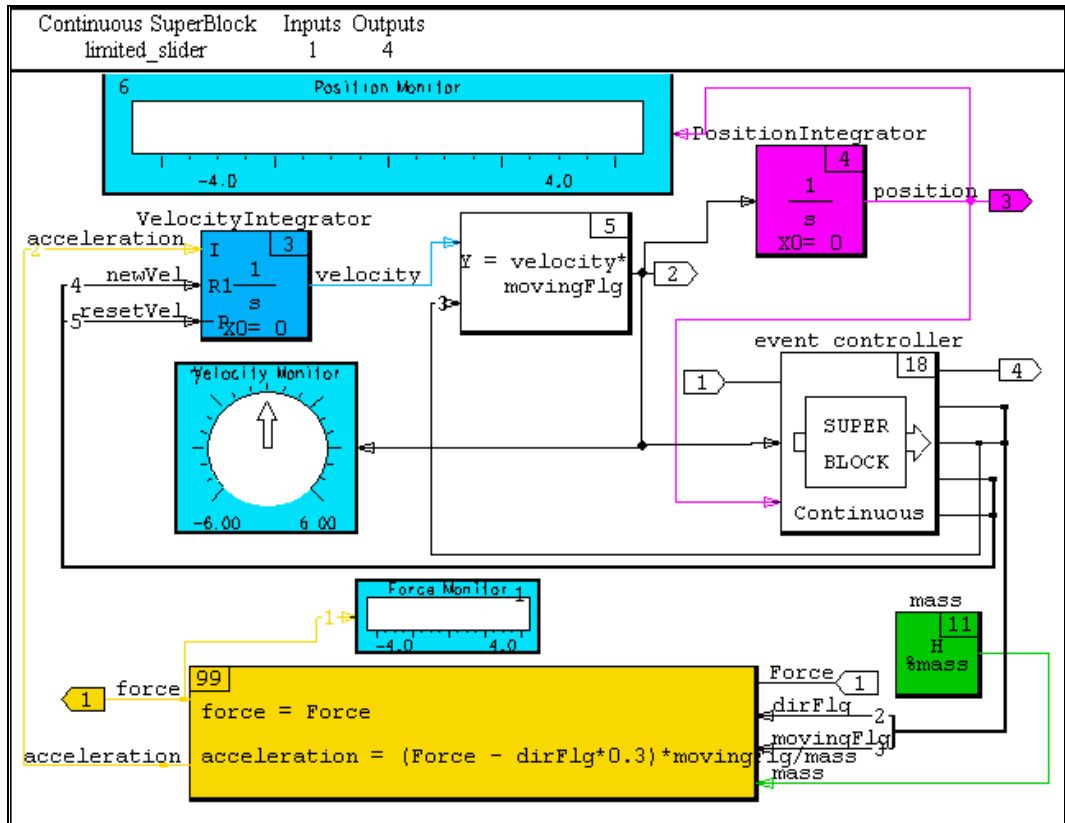 Continuous SuperBlock Inputs Outputs
limited_slider 1 4
6 Position Monitor
-4.0 4.0
PositionIntegrator
4
1
s
X0= 0
position
3
VelocityIntegrator
acceleration
2
3
I
newVel
4
R1
1
s
resetVel
5
R
X0= 0
velocity
5
Y = velocity*
movingFlg
3
2
event controller
18
1
4
SUPER
BLOCK
Continuous
7
Velocity Monitor
-6.00 6.00
Force Monitor 1
1
-4.0 4.0
mass
11
H
%mass
99
force
1
force = Force
Force
1
dirFlg
2
movingFlg
3
acceleration
acceleration = (Force - dirFlg*0.3)*movingFlg/mass
mass